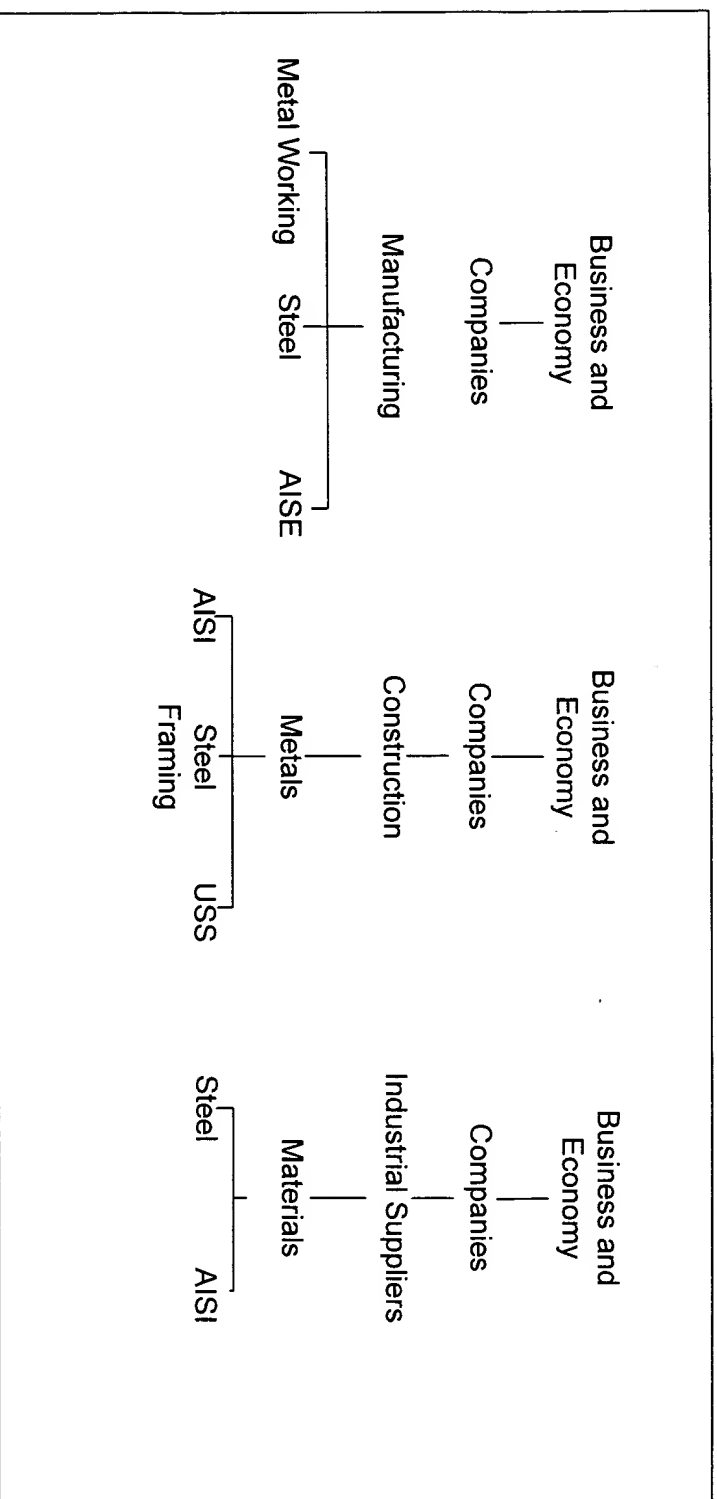 Business and
Economy
Companies
Manufacturing
Metal Working
Steel
AISE
Business and
Economy
Companies
Construction
Metals
AISI
Steel
Framing
USS
Business and
Economy
Companies
Industrial Suppliers
Materials
Steel
AISI